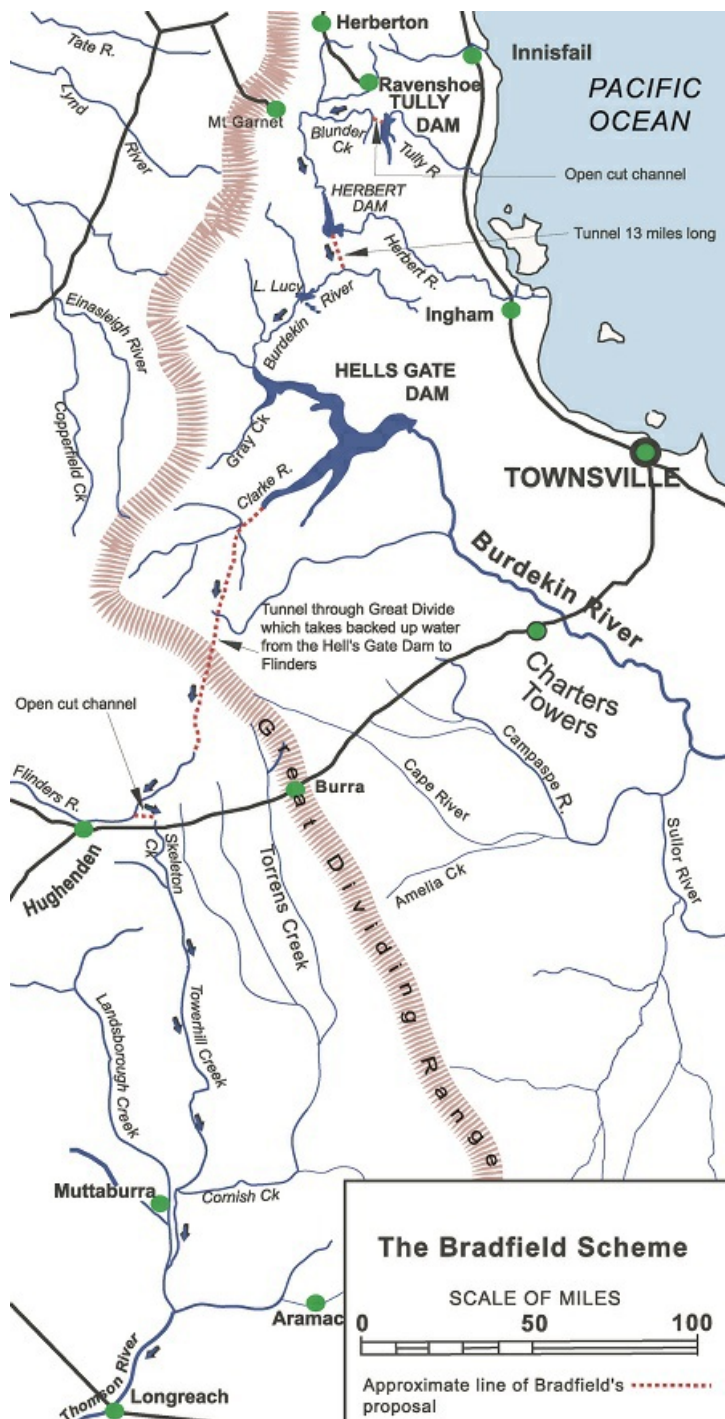 Herberton
Tate R.
Innisfail
Lynd
River
Ravenshoe
PACIFIC
OCEAN
TULLY
DAM
Mt Garnet
Blunder
Ck
Tully R
Open cut channel
HERBERT
DAM
Tunnel 13 miles long
Herbert R.
L. Lucy
Einasleigh River
Burdekin
River
Ingham
HELLS GATE
DAM
Copperfield Ck
Gray Ck
TOWNSVILLE
Clarke R.
Burdekin River
Tunnel through Great Divide
which takes backed up water
from the Hell's Gate Dam to
Flinders
Charters
Towers
Open cut channel
Great Dividing Range
Campaspe R.
Cape River
Flinders R.
Burra
Sullor River
Skeleton
Ck
Hughenden
Torrens Creek
Amelia Ck
Landsborough Creek
Towerhill Creek
Muttaburra
Cornish Ck
Aramac
Thomson River
Longreach
The Bradfield Scheme
SCALE OF MILES
0 50 100
Approximate line of Bradfield's
proposal